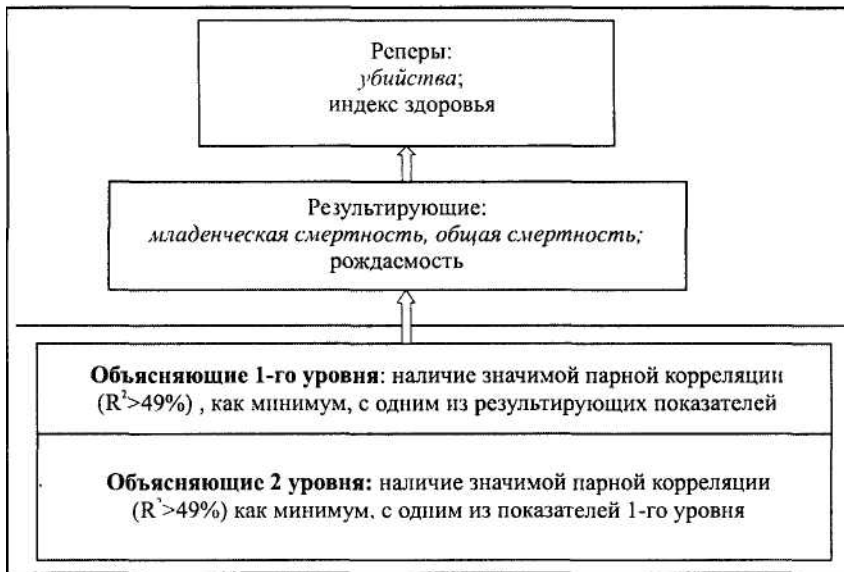 Реперы:
убийства;
индекс здоровья
Результирующие:
младенческая смертность, общая смертность;
рождаемость
Объясняющие 1-го уровня: наличие значимой парной корреляции
(R²>49%) , как минимум, с одним из результирующих показателей
Объясняющие 2 уровня: наличие значимой парной корреляции
(R²>49%) как минимум, с одним из показателей 1-го уровня